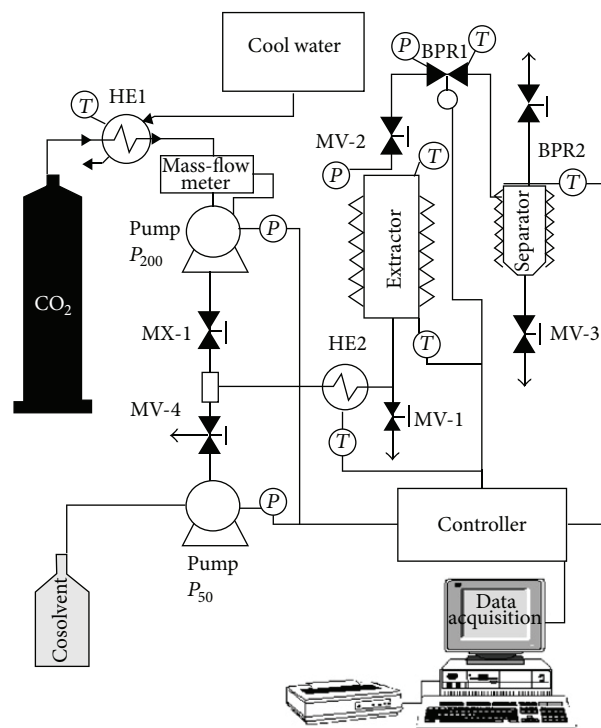 Cool water
P
BPR1
T
T
HE1
MV-2
P
T
BPR2
T
Mass-flow
meter
Pump
P200
P
Extractor
Separator
CO2
MX-1
HE2
T
MV-3
MV-4
T
MV-1
P
Controller
Pump
P50
Cosolvent
Data
acquisition